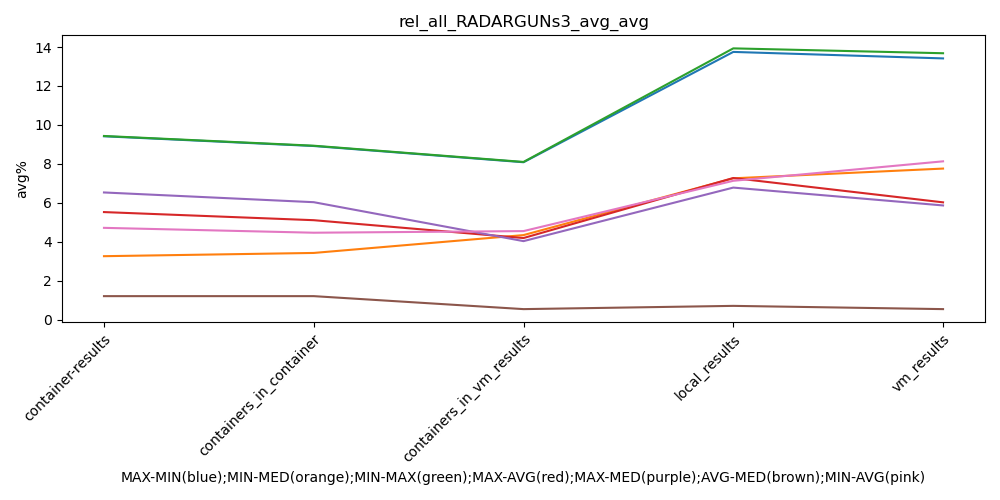 rel_all_RADARGUNs3_avg_avg
14
12
10
8
6
4
2
0
avg%
container-results
containers_in_container
containers_in_vm_results
local_results
vm_results
MAX-MIN(blue);MIN-MED(orange);MIN-MAX(green);MAX-AVG(red);MAX-MED(purple);AVG-MED(brown);MIN-AVG(pink)